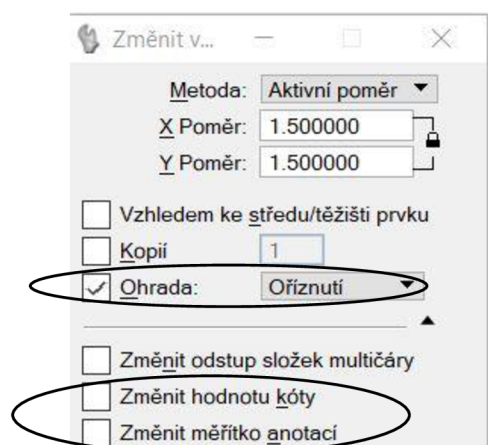 Změnit v...
Metoda: Aktivní poměr
X Poměr: 1.500000
Y Poměr: 1.500000
Vzhledem ke středu/těžišti prvku
Kopií 1
Ohrada: Oříznutí
Změnit odstup složek multičáry
Změnit hodnotu kóty
Změnit měřítko anotací